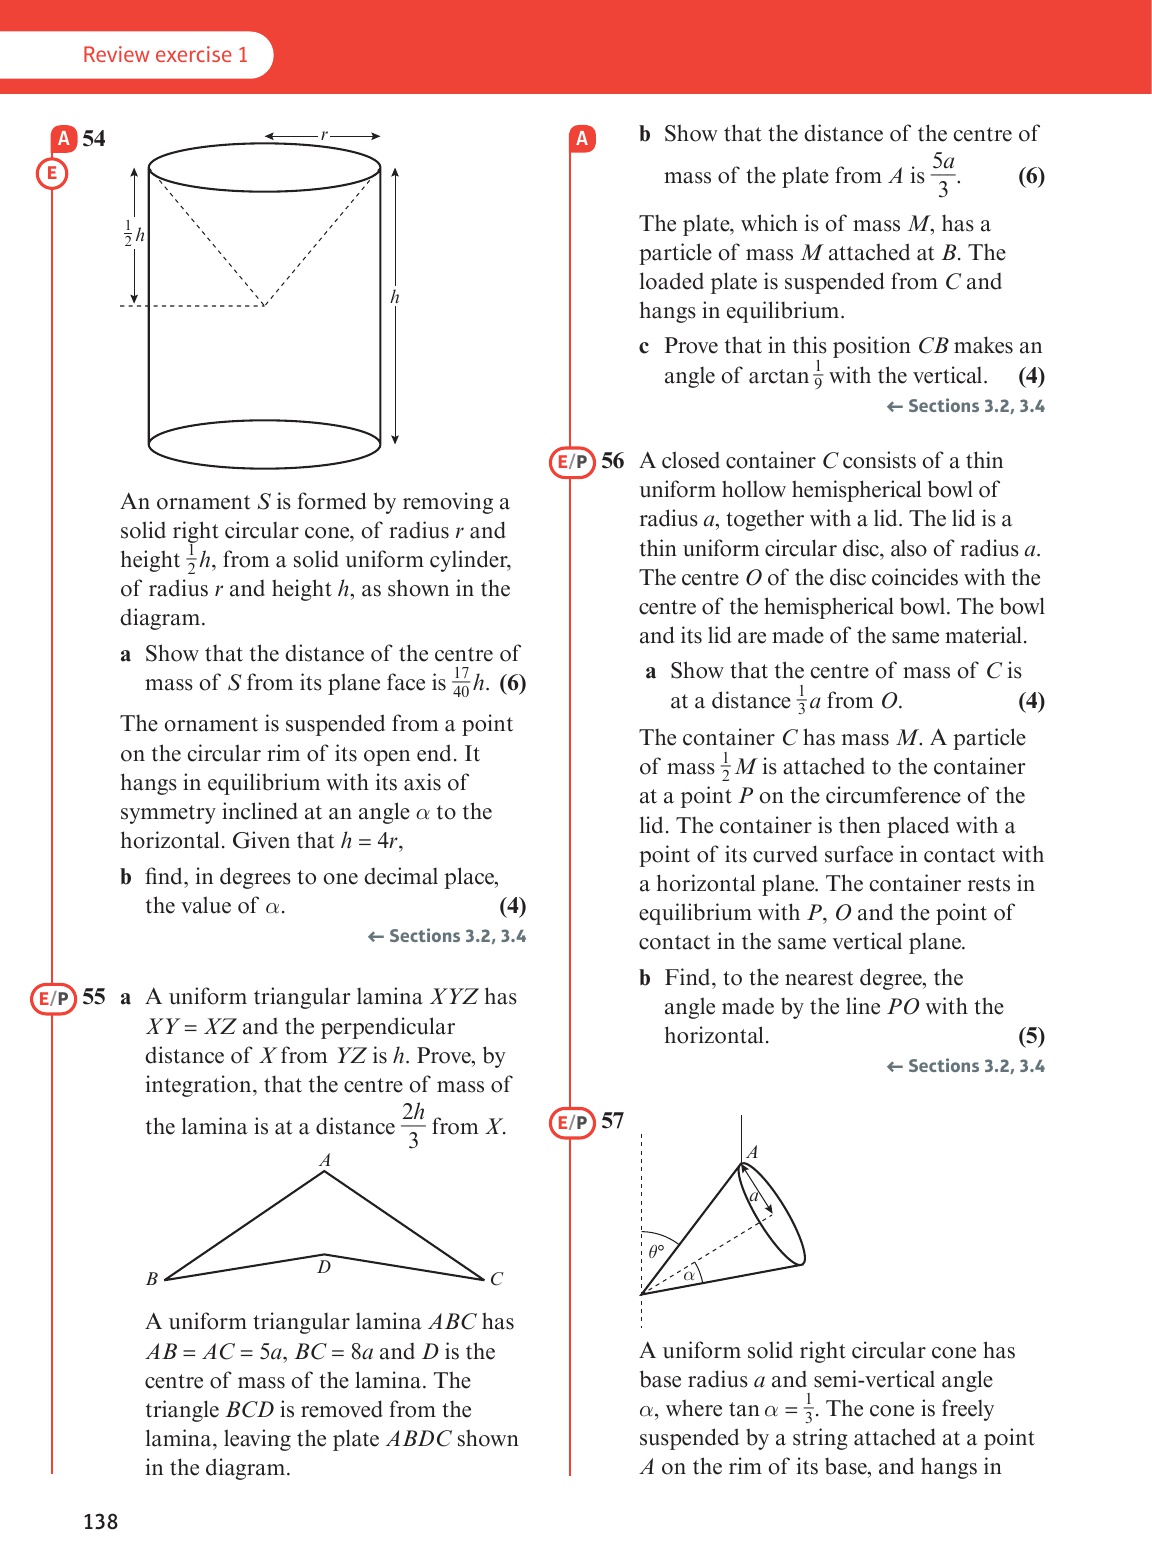 Review exercise 1
A 54
E
r
½h
h
An ornament S is formed by removing a
solid right circular cone, of radius r and
height ½h, from a solid uniform cylinder,
of radius r and height h, as shown in the
diagram.
a Show that the distance of the centre of
mass of S from its plane face is 17/40 h. (6)
The ornament is suspended from a point
on the circular rim of its open end. It
hangs in equilibrium with its axis of
symmetry inclined at an angle α to the
horizontal. Given that h = 4r,
b find, in degrees to one decimal place,
the value of α. (4)
← Sections 3.2, 3.4
E/P 55 a A uniform triangular lamina XYZ has
XY = XZ and the perpendicular
distance of X from YZ is h. Prove, by
integration, that the centre of mass of
the lamina is at a distance 2h/3 from X.
A
B
D
C
A uniform triangular lamina ABC has
AB = AC = 5a, BC = 8a and D is the
centre of mass of the lamina. The
triangle BCD is removed from the
lamina, leaving the plate ABDC shown
in the diagram.
A
b Show that the distance of the centre of
mass of the plate from A is 5a/3. (6)
The plate, which is of mass M, has a
particle of mass M attached at B. The
loaded plate is suspended from C and
hangs in equilibrium.
c Prove that in this position CB makes an
angle of arctan 1/9 with the vertical. (4)
← Sections 3.2, 3.4
E/P 56 A closed container C consists of a thin
uniform hollow hemispherical bowl of
radius a, together with a lid. The lid is a
thin uniform circular disc, also of radius a.
The centre O of the disc coincides with the
centre of the hemispherical bowl. The bowl
and its lid are made of the same material.
a Show that the centre of mass of C is
at a distance ⅓a from O. (4)
The container C has mass M. A particle
of mass ½M is attached to the container
at a point P on the circumference of the
lid. The container is then placed with a
point of its curved surface in contact with
a horizontal plane. The container rests in
equilibrium with P, O and the point of
contact in the same vertical plane.
b Find, to the nearest degree, the
angle made by the line PO with the
horizontal. (5)
← Sections 3.2, 3.4
E/P 57
A
a
θ°
α
A uniform solid right circular cone has
base radius a and semi-vertical angle
α, where tan α = ⅓. The cone is freely
suspended by a string attached at a point
A on the rim of its base, and hangs in
138